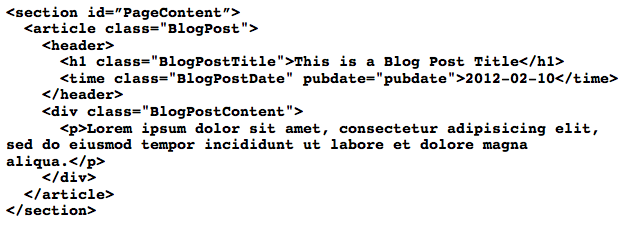 <section id=”PageContent”>
<article class="BlogPost">
<header>
<h1 class="BlogPostTitle">This is a Blog Post Title</h1>
<time class="BlogPostDate" pubdate="pubdate">2012-02-10</time>
</header>
<div class="BlogPostContent">
<p>Lorem ipsum dolor sit amet, consectetur adipisicing elit,
sed do eiusmod tempor incididunt ut labore et dolore magna
aliqua.</p>
</div>
</article>
</section>